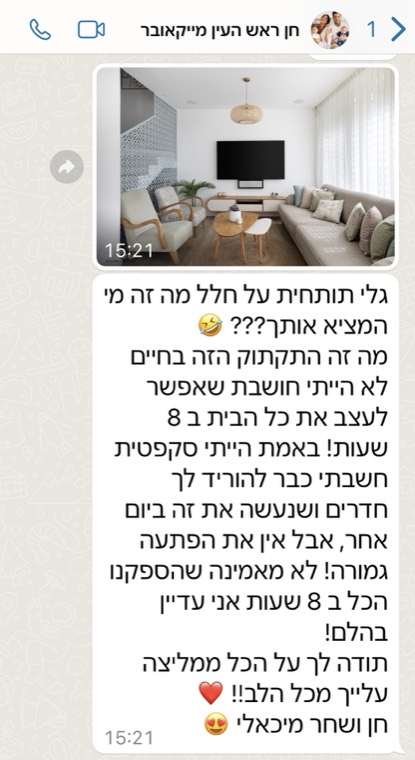 1 חן ראש העין מייקאובר
15:21
גלי תותחית על חלל מה זה מי
המציא אותך??? 🤣
מה זה התקתוק הזה בחיים
לא הייתי חושבת שאפשר
לעצב את כל הבית ב 8
שעות! באמת הייתי סקפטית
חשבתי כבר להוריד לך
חדרים ושנעשה את זה ביום
אחר, אבל אין את הפתעה
גמורה! לא מאמינה שהספקנו
הכל ב 8 שעות אני עדיין
בהלם!
תודה לך על הכל ממליצה
עלייך מכל הלב!! ❤️
חן ושחר מיכאלי 😍
15:21